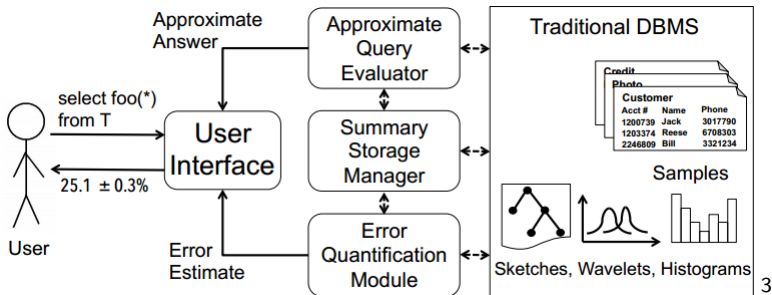 Approximate
Answer
select foo(*)
from T
25.1 ± 0.3%
User
User
Interface
Error
Estimate
Approximate
Query
Evaluator
Summary
Storage
Manager
Error
Quantification
Module
Traditional DBMS
Credit
Photo
Customer
Acct # Name Phone
1200739 Jack 3017790
1203374 Reese 6708303
2246809 Bill 3321234
Samples
Sketches, Wavelets, Histograms
3